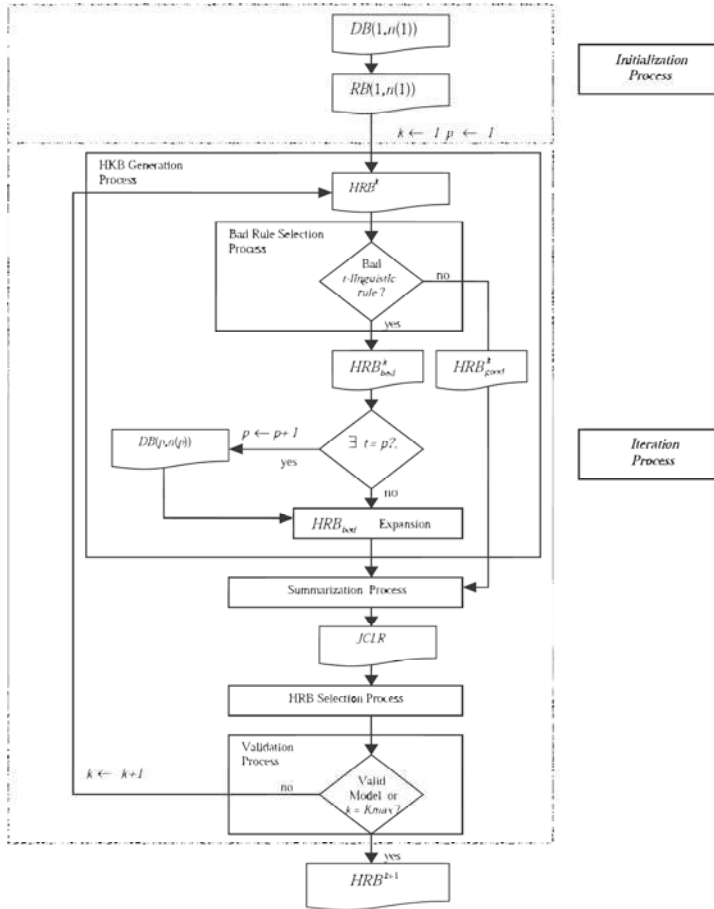 DB(1,n(1))
Initialization
Process
RB(1,n(1))
k ← 1 p ← 1
HKB Generation
Process
HRB^k
Bad Rule Selection
Process
Bad
t-linguistic
rule?
no
yes
HRB^k_bad
HRB^k_good
p ← p+1
DB(p,n(p))
∃ t = p?.
yes
Iteration
Process
no
HRB_bad Expansion
Summarization Process
JCLR
HRB Selection Process
Validation
Process
k ← k+1
no
Valid
Model or
k = Kmax?
yes
HRB^k+1